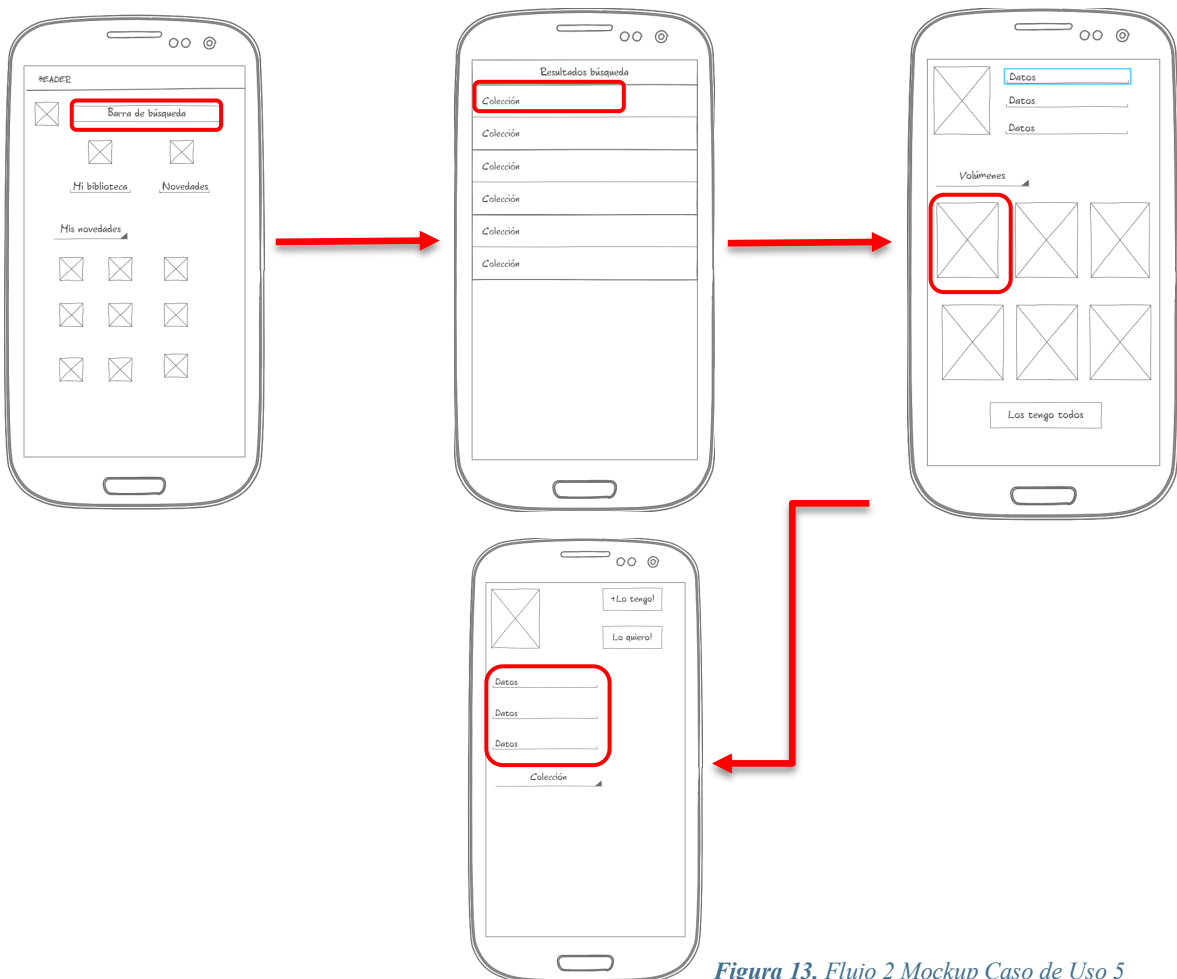 HEADER
Barra de búsqueda
Mi biblioteca
Novedades
Mis novedades
Resultados búsqueda
Colección
Colección
Colección
Colección
Colección
Colección
Datos
Datos
Datos
Volúmenes
Los tengo todos
+Lo tengo!
Lo quiero!
Datos
Datos
Datos
Colección
Figura 13. Flujo 2 Mockup Caso de Uso 5